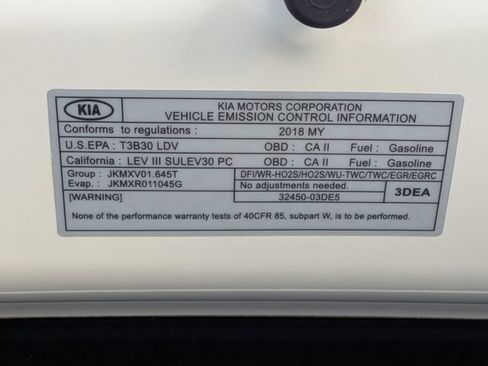 KIA
KIA MOTORS CORPORATION
VEHICLE EMISSION CONTROL INFORMATION
Conforms to regulations: 2018 MY
U.S.EPA : T3B30 LDV OBD : CA II Fuel : Gasoline
California : LEV III SULEV30 PC OBD : CA II Fuel : Gasoline
Group : JKMXV01.645T
Evap. : JKMXR011045G
DFI/WR-HO2S/HO2S/WU-TWC/TWC/EGR/EGRC
No adjustments needed.
3DEA
[WARNING] 32450-03DE5
None of the performance warranty tests of 40CFR 85, subpart W, is to be performed.